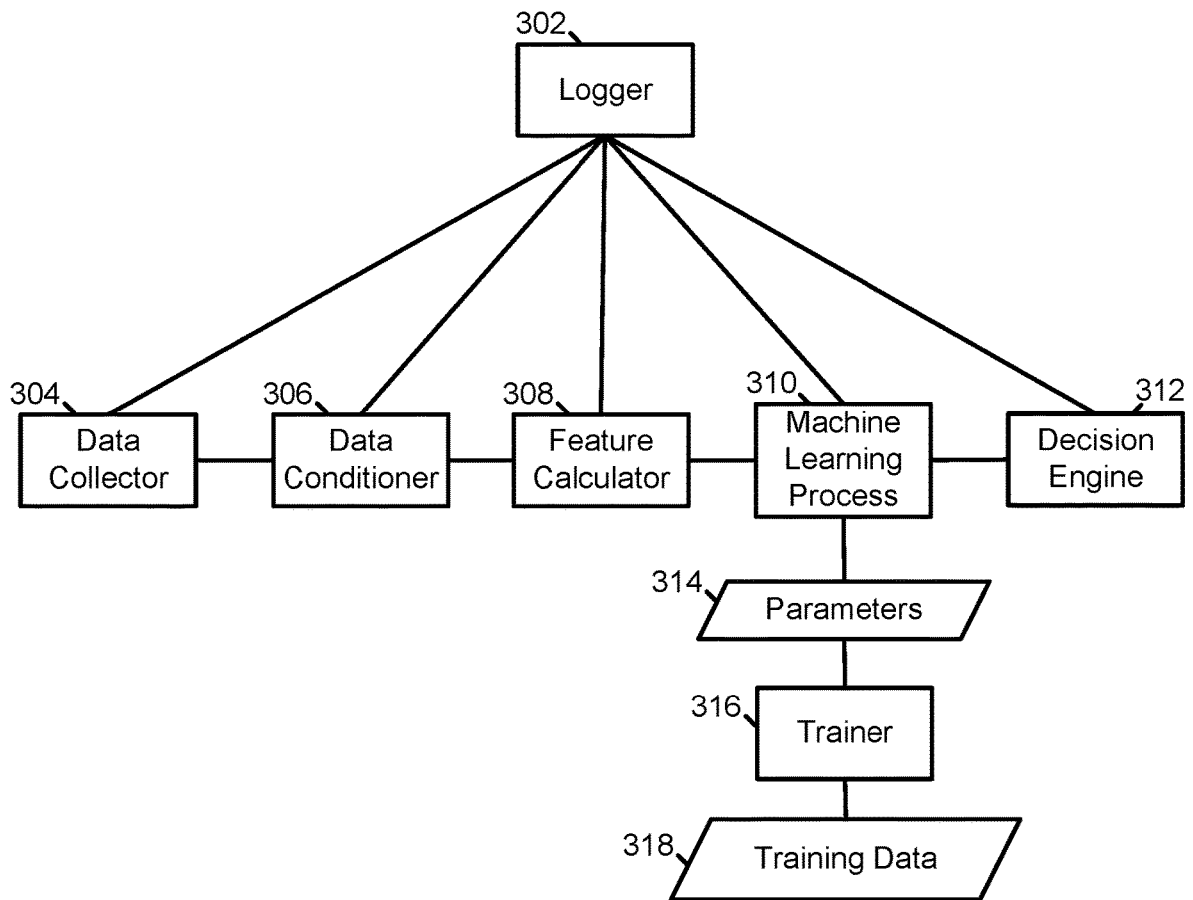 302
Logger
304
Data
Collector
306
Data
Conditioner
308
Feature
Calculator
310
Machine
Learning
Process
312
Decision
Engine
314
Parameters
316
Trainer
318
Training Data